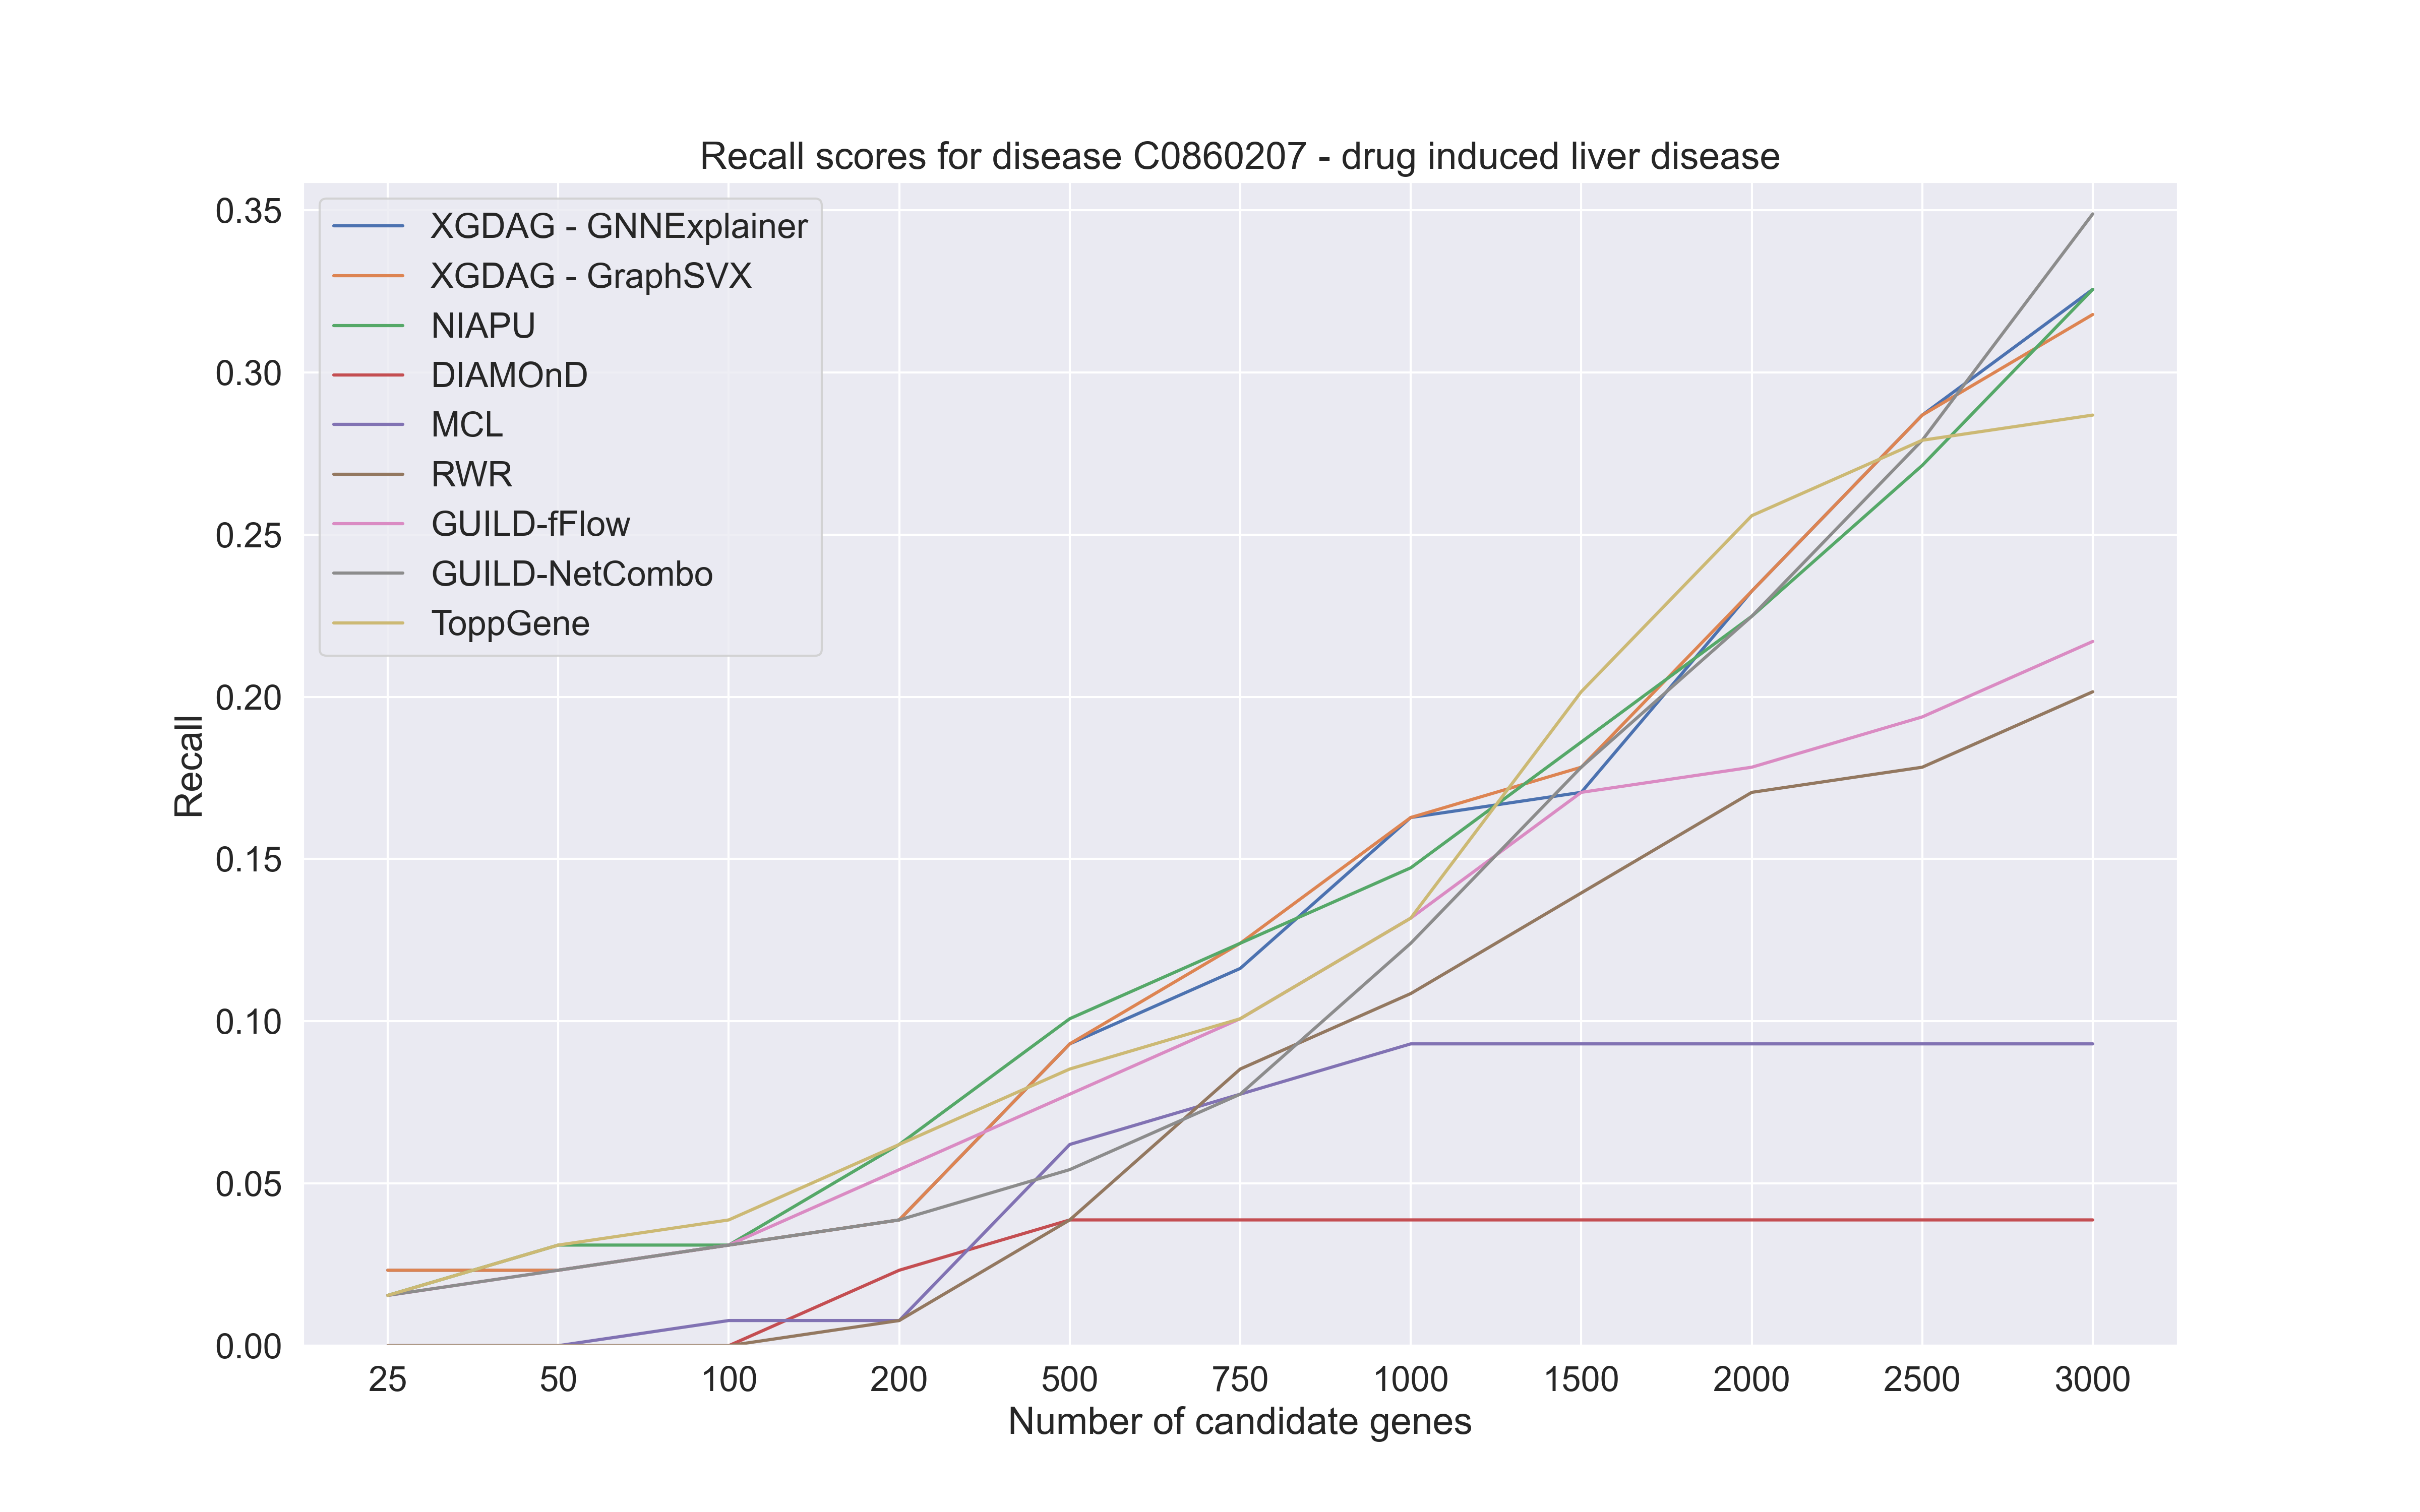 Recall scores for disease C0860207 - drug induced liver disease
XGDAG - GNNExplainer
XGDAG - GraphSVX
NIAPU
DIAMOnD
MCL
RWR
GUILD-fFlow
GUILD-NetCombo
ToppGene
Recall
0.35
0.30
0.25
0.20
0.15
0.10
0.05
0.00
25 50 100 200 500 750 1000 1500 2000 2500 3000
Number of candidate genes